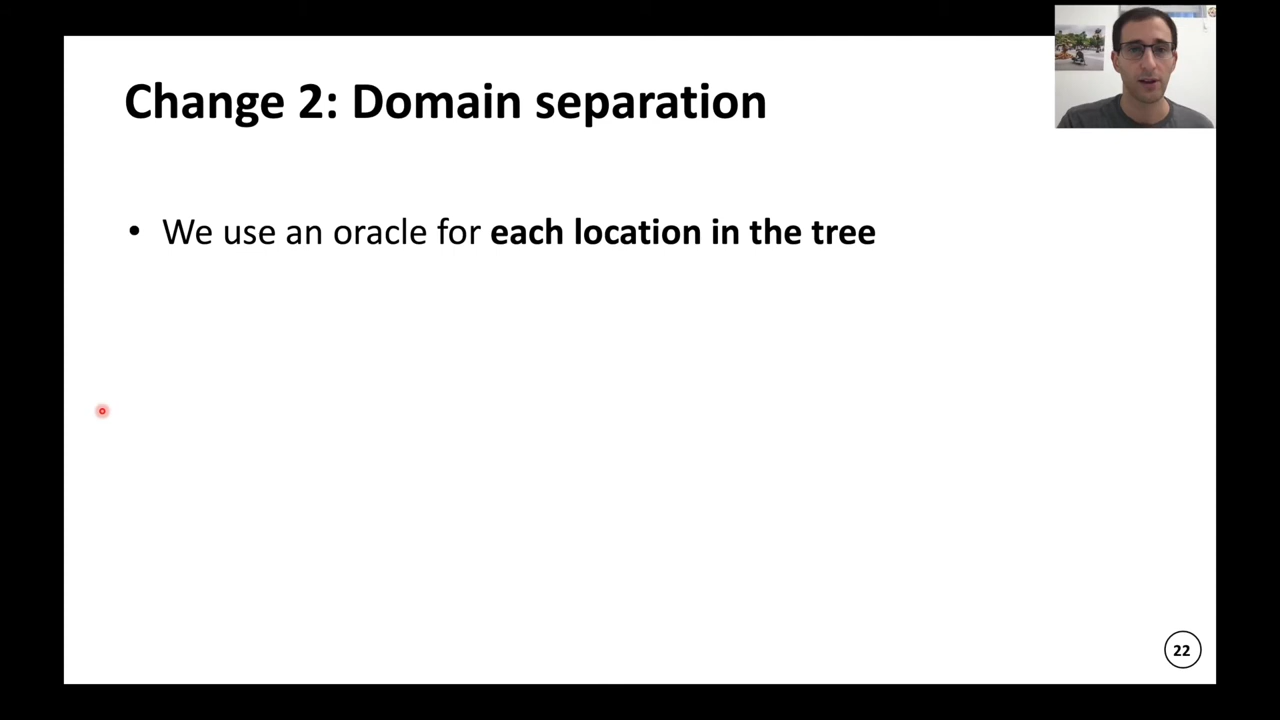 Change 2: Domain separation
• We use an oracle for each location in the tree
22